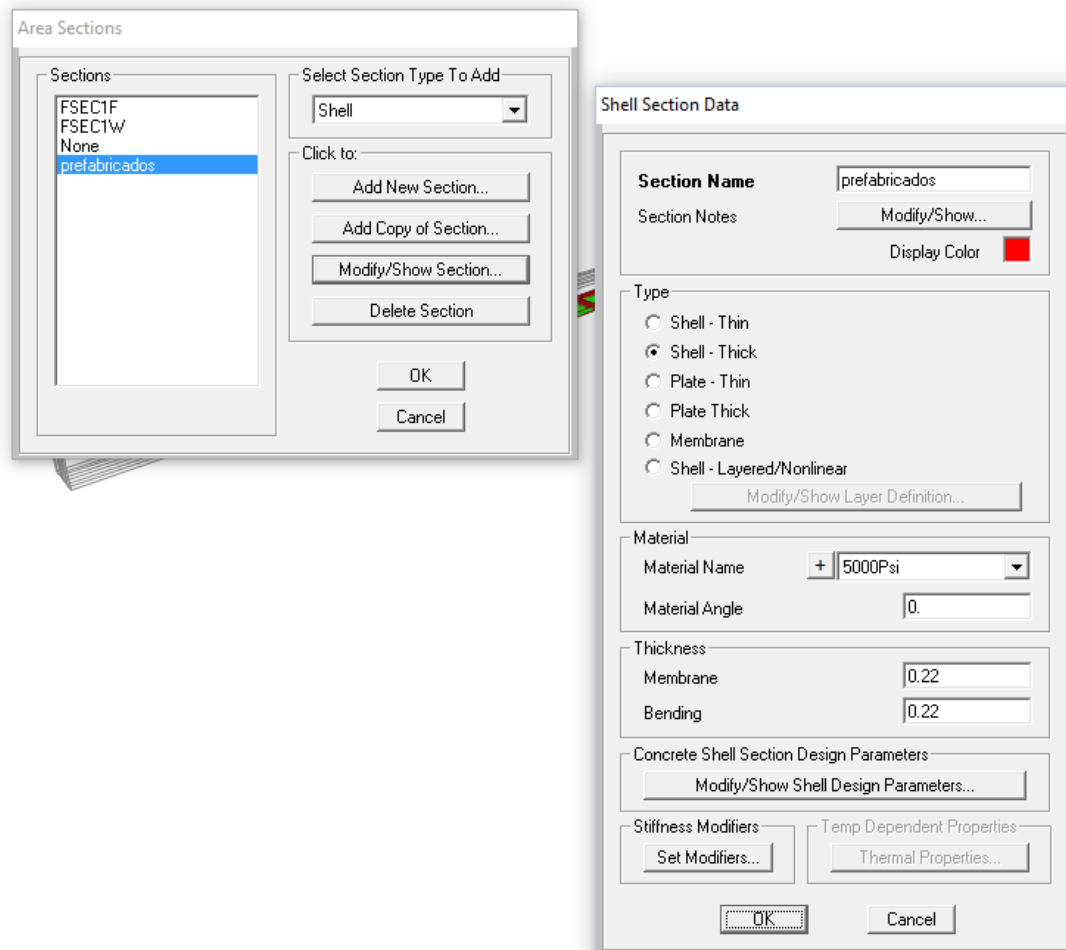 Area Sections
Sections
FSEC1F
FSEC1W
None
prefabricados
Select Section Type To Add
Shell
Click to:
Add New Section...
Add Copy of Section...
Modify/Show Section...
Delete Section
OK
Cancel
Shell Section Data
Section Name prefabricados
Section Notes Modify/Show...
Display Color
Type
Shell - Thin
Shell - Thick
Plate - Thin
Plate Thick
Membrane
Shell - Layered/Nonlinear
Modify/Show Layer Definition...
Material
Material Name + 5000Psi
Material Angle 0.
Thickness
Membrane 0.22
Bending 0.22
Concrete Shell Section Design Parameters
Modify/Show Shell Design Parameters...
Stiffness Modifiers
Set Modifiers...
Temp Dependent Properties
Thermal Properties...
OK Cancel